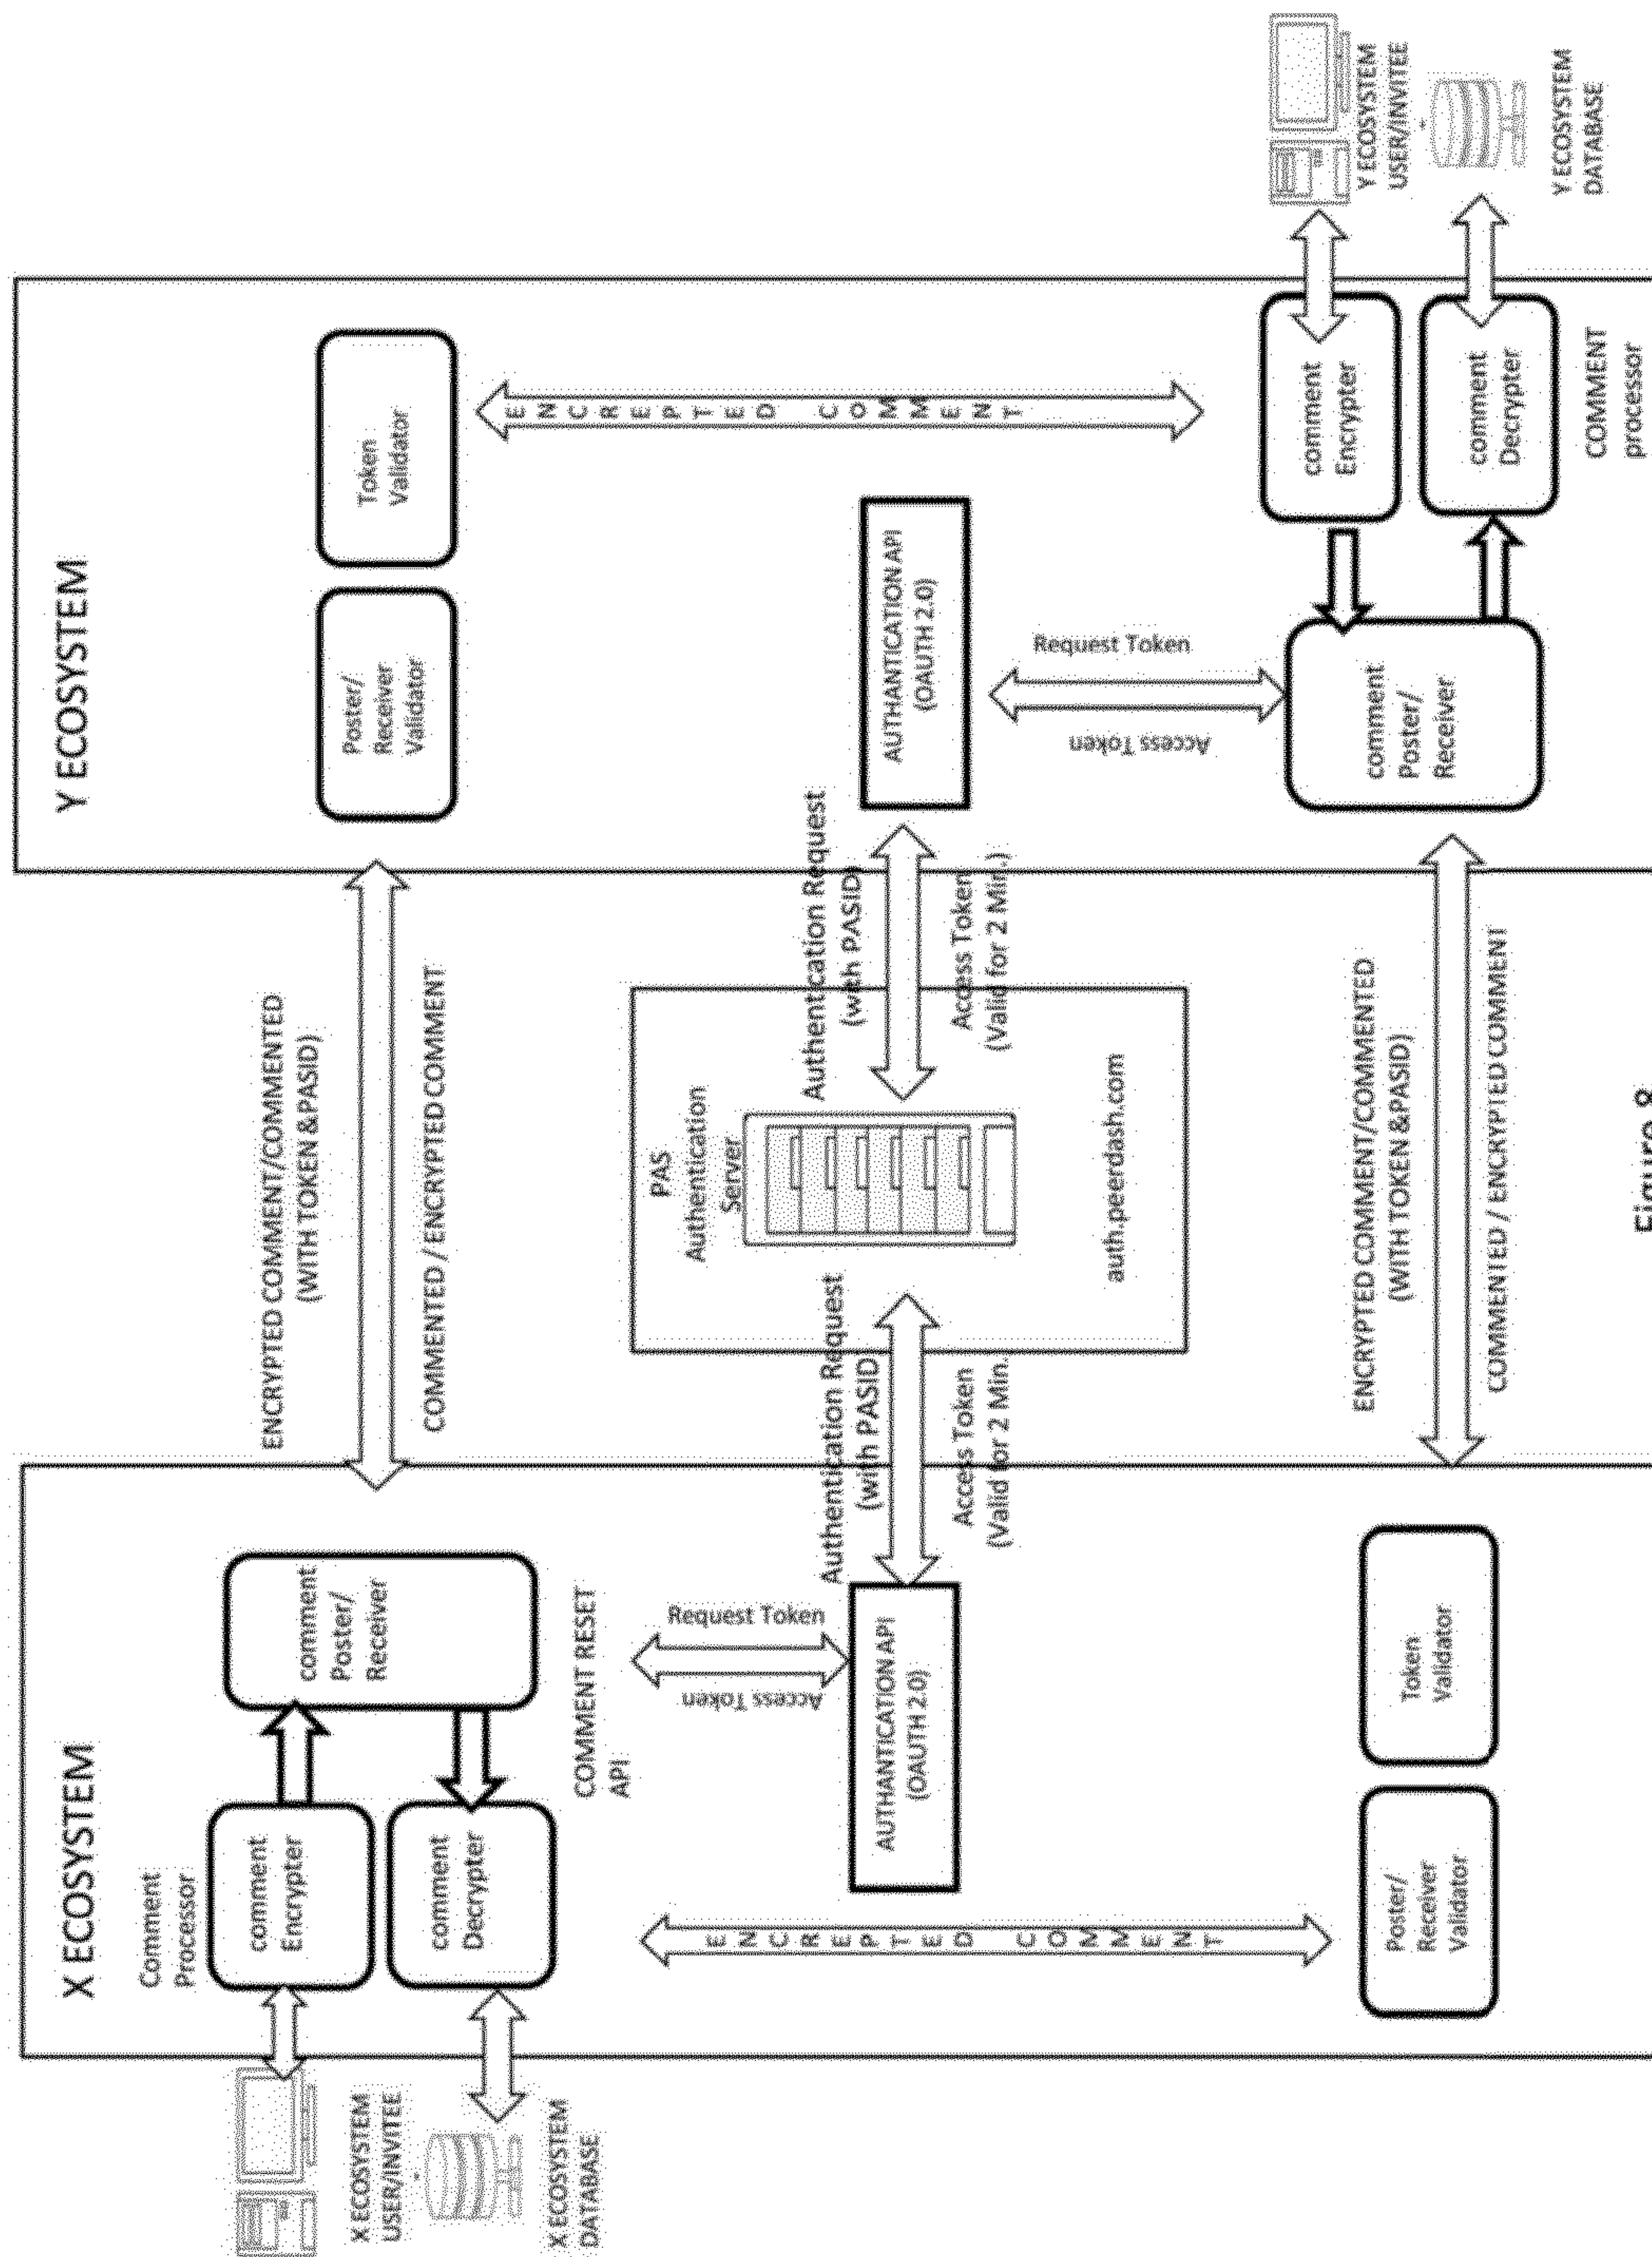 X ECOSYSTEM
Comment
Processor
comment
Encrypter
comment
Decrypter
comment
Poster/
Receiver
COMMENT RESET
API
X ECOSYSTEM
USER/INVITEE
X ECOSYSTEM
DATABASE
Request Token
Access Token
AUTHANTICATION API
(OAUTH 2.0)
ENCREPTED COMMENT
Poster/
Receiver
Validator
Token
Validator
ENCRYPTED COMMENT/COMMENTED
(WITH TOKEN &PASID)
COMMENTED / ENCRYPTED COMMENT
Authentication Request
(with PASID)
Access Token
(Valid for 2 Min.)
PAS
Authentication
Server
auth.peerdash.com
Authentication Request
(with PASID)
Access Token
(Valid for 2 Min.)
ENCRYPTED COMMENT/COMMENTED
(WITH TOKEN &PASID)
COMMENTED / ENCRYPTED COMMENT
Y ECOSYSTEM
Poster/
Receiver
Validator
Token
Validator
ENCREEPTED COMMENT
AUTHANTICATION API
(OAUTH 2.0)
Request Token
Access Token
comment
Poster/
Receiver
comment
Encrypter
comment
Decrypter
COMMENT
processor
Y ECOSYSTEM
USER/INVITEE
Y ECOSYSTEM
DATABASE
Figure 8